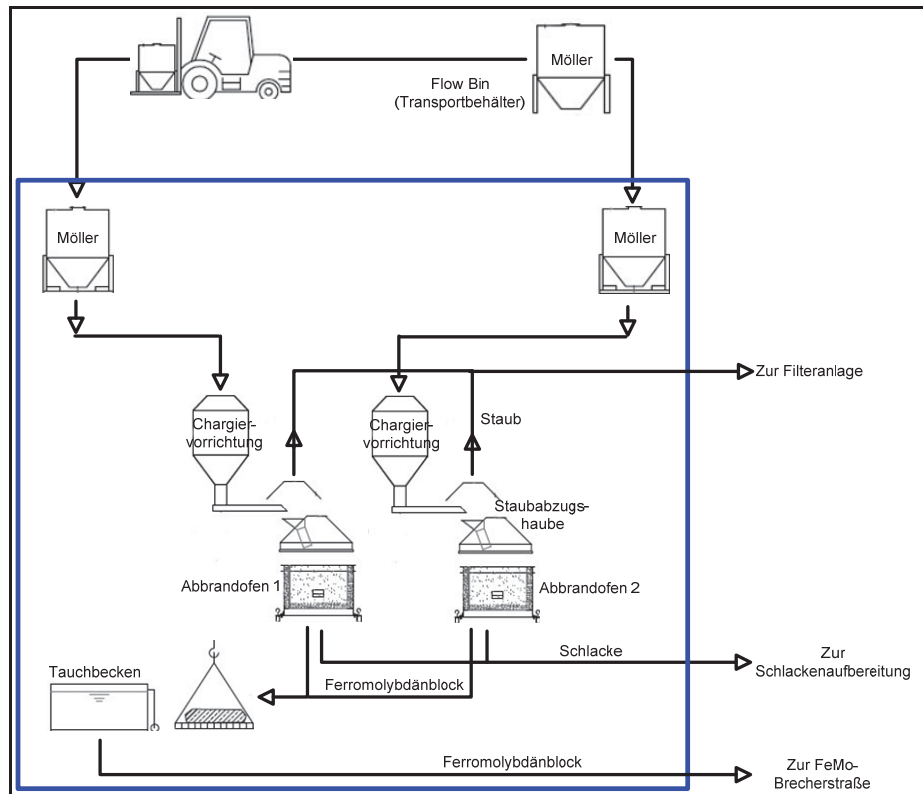 Möller
Flow Bin
(Transportbehälter)
Möller
Möller
Zur Filteranlage
Chargier-
vorrichtung
Chargier-
vorrichtung
Staub
Staubabzugs-
haube
Abbrandofen 1
Abbrandofen 2
Schlacke
Zur
Schlackenaufbereitung
Tauchbecken
Ferromolybdänblock
Ferromolybdänblock
Zur FeMo-
Brecherstraße